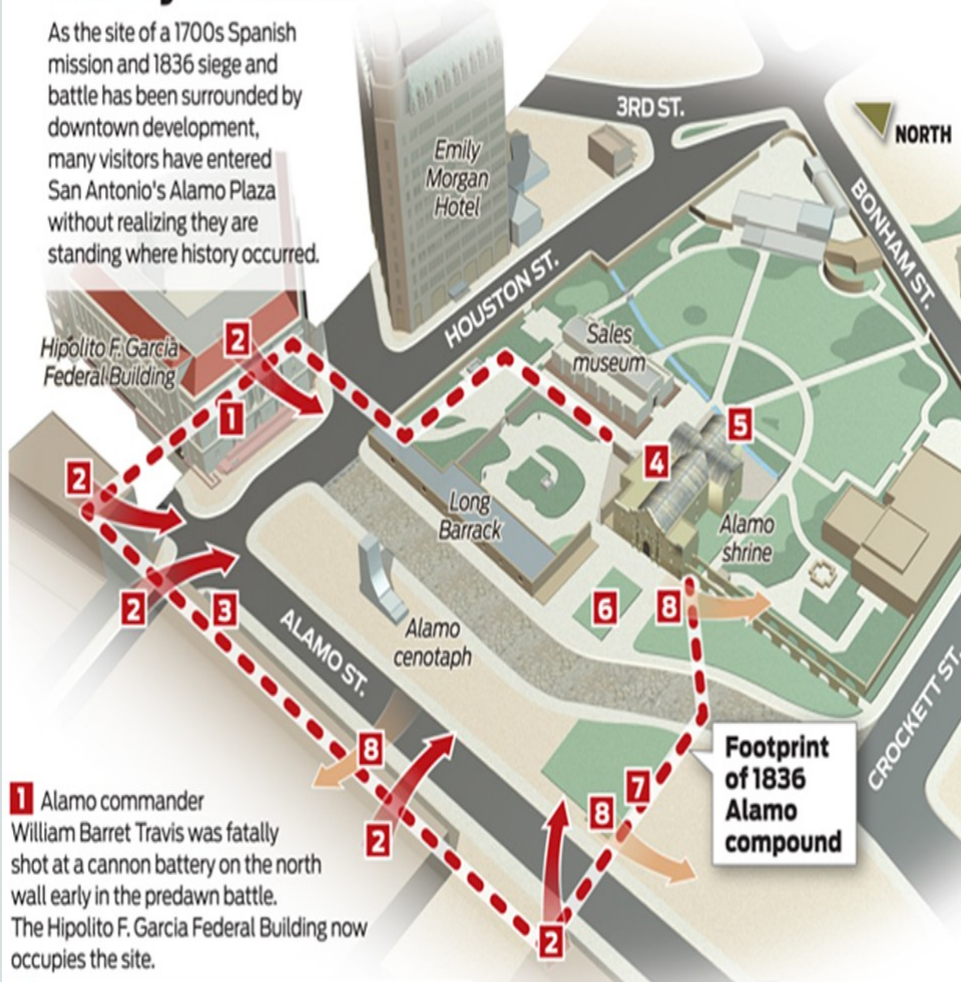 As the site of a 1700s Spanish
mission and 1836 siege and
battle has been surrounded by
downtown development,
many visitors have entered
San Antonio's Alamo Plaza
without realizing they are
standing where history occurred.
3RD ST.
NORTH
Emily
Morgan
Hotel
BONHAM ST.
HOUSTON ST.
Hipolito F. Garcia
Federal Building
2
1
Sales
museum
5
4
2
Long
Barrack
Alamo
shrine
2
3
6
8
ALAMO ST.
Alamo
cenotaph
CROCKETT ST.
8
Footprint
of 1836
Alamo
compound
7
8
2
2
1 Alamo commander
William Barret Travis was fatally
shot at a cannon battery on the north
wall early in the predawn battle.
The Hipolito F. Garcia Federal Building now
occupies the site.